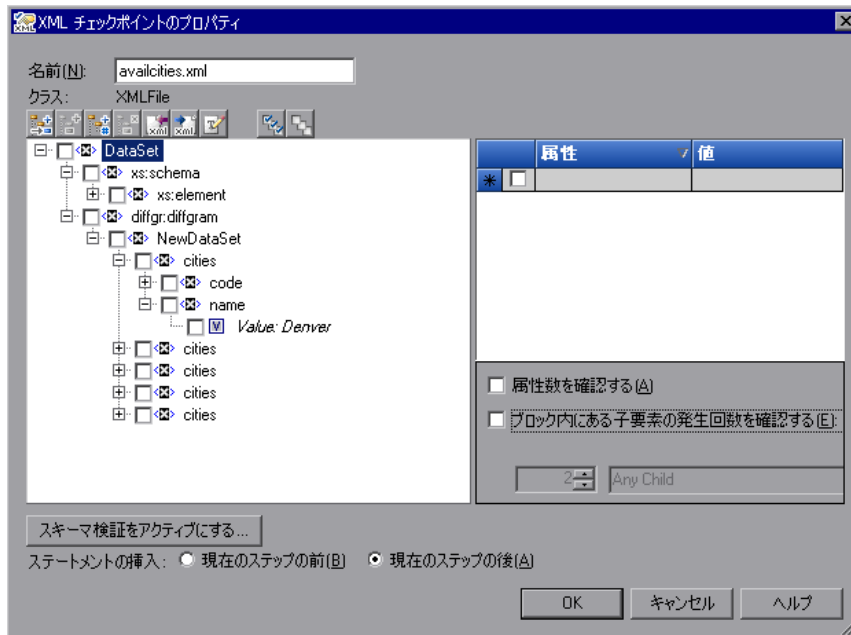 XML チェックポイントのプロパティ
名前(N): availcities.xml
クラス: XMLFile
DataSet
xs:schema
xs:element
diffgr:diffgram
NewDataSet
cities
code
name
Value: Denver
cities
cities
cities
cities
属性 値
属性数を確認する(A)
ブロック内にある子要素の発生回数を確認する(E):
2 Any Child
スキーマ検証をアクティブにする...
ステートメントの挿入: 現在のステップの前(B) 現在のステップの後(A)
OK キャンセル ヘルプ